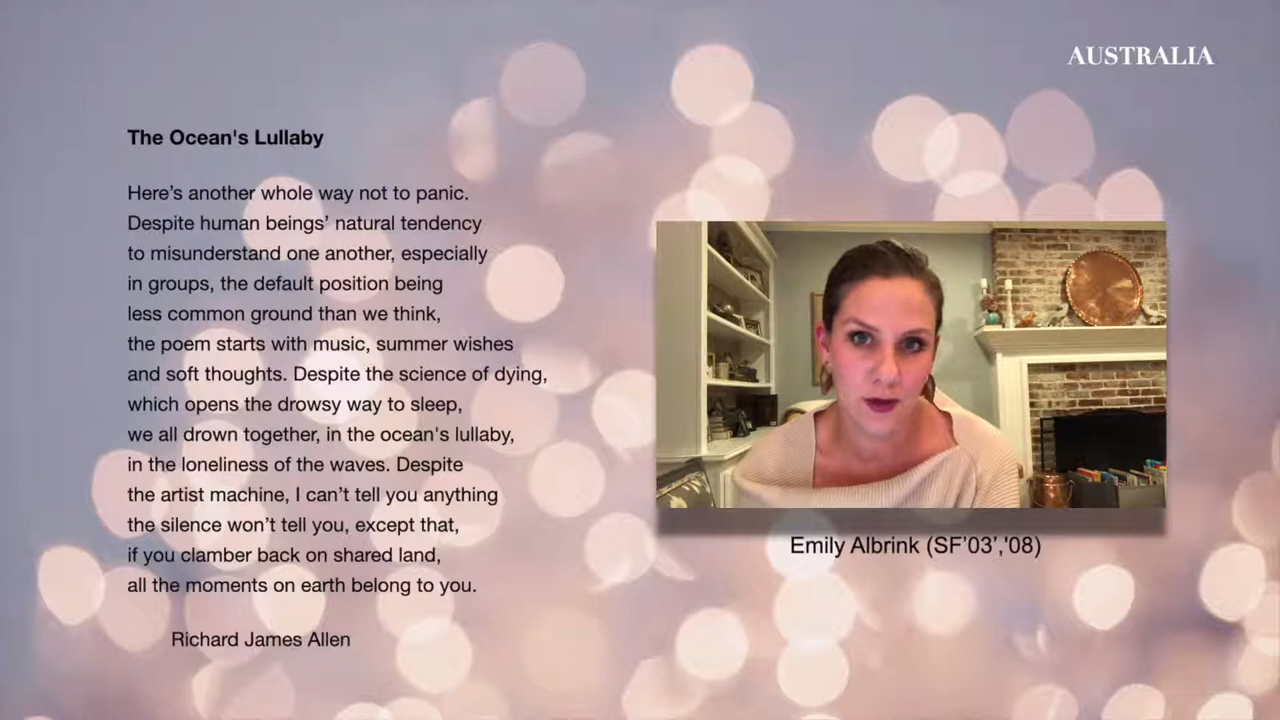 AUSTRALIA
The Ocean's Lullaby
Here’s another whole way not to panic.
Despite human beings’ natural tendency
to misunderstand one another, especially
in groups, the default position being
less common ground than we think,
the poem starts with music, summer wishes
and soft thoughts. Despite the science of dying,
which opens the drowsy way to sleep,
we all drown together, in the ocean's lullaby,
in the loneliness of the waves. Despite
the artist machine, I can’t tell you anything
the silence won’t tell you, except that,
if you clamber back on shared land,
all the moments on earth belong to you.
Richard James Allen
Emily Albrink (SF’03’,'08)